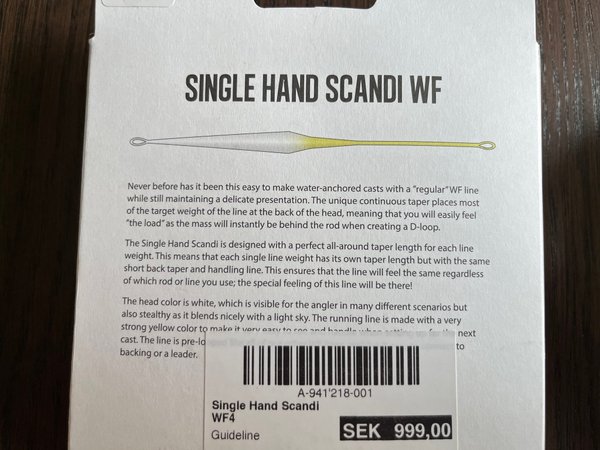 SINGLE HAND SCANDI WF
Never before has it been this easy to make water-anchored casts with a "regular" WF line
while still maintaining a delicate presentation. The unique continuous taper places most
of the target weight of the line at the back of the head, meaning that you will easily feel
"the load" as the mass will instantly be behind the rod when creating a D-loop.
The Single Hand Scandi is designed with a perfect all-around taper length for each line
weight. This means that each single line weight has its own taper length but with the same
short back taper and handling line. This ensures that the line will feel the same regardless
of which rod or line you use; the special feeling of this line will be there!
The head color is white, which is visible for the angler in many different scenarios but
also stealthy as it blends nicely with a light sky. The running line is made with a very
strong yellow color to make it very easy to see and handle when setting up for the next
cast. The line is pre-lo to
backing or a leader.
A-941'218-001
Single Hand Scandi
WF4
Guideline
SEK 999,00